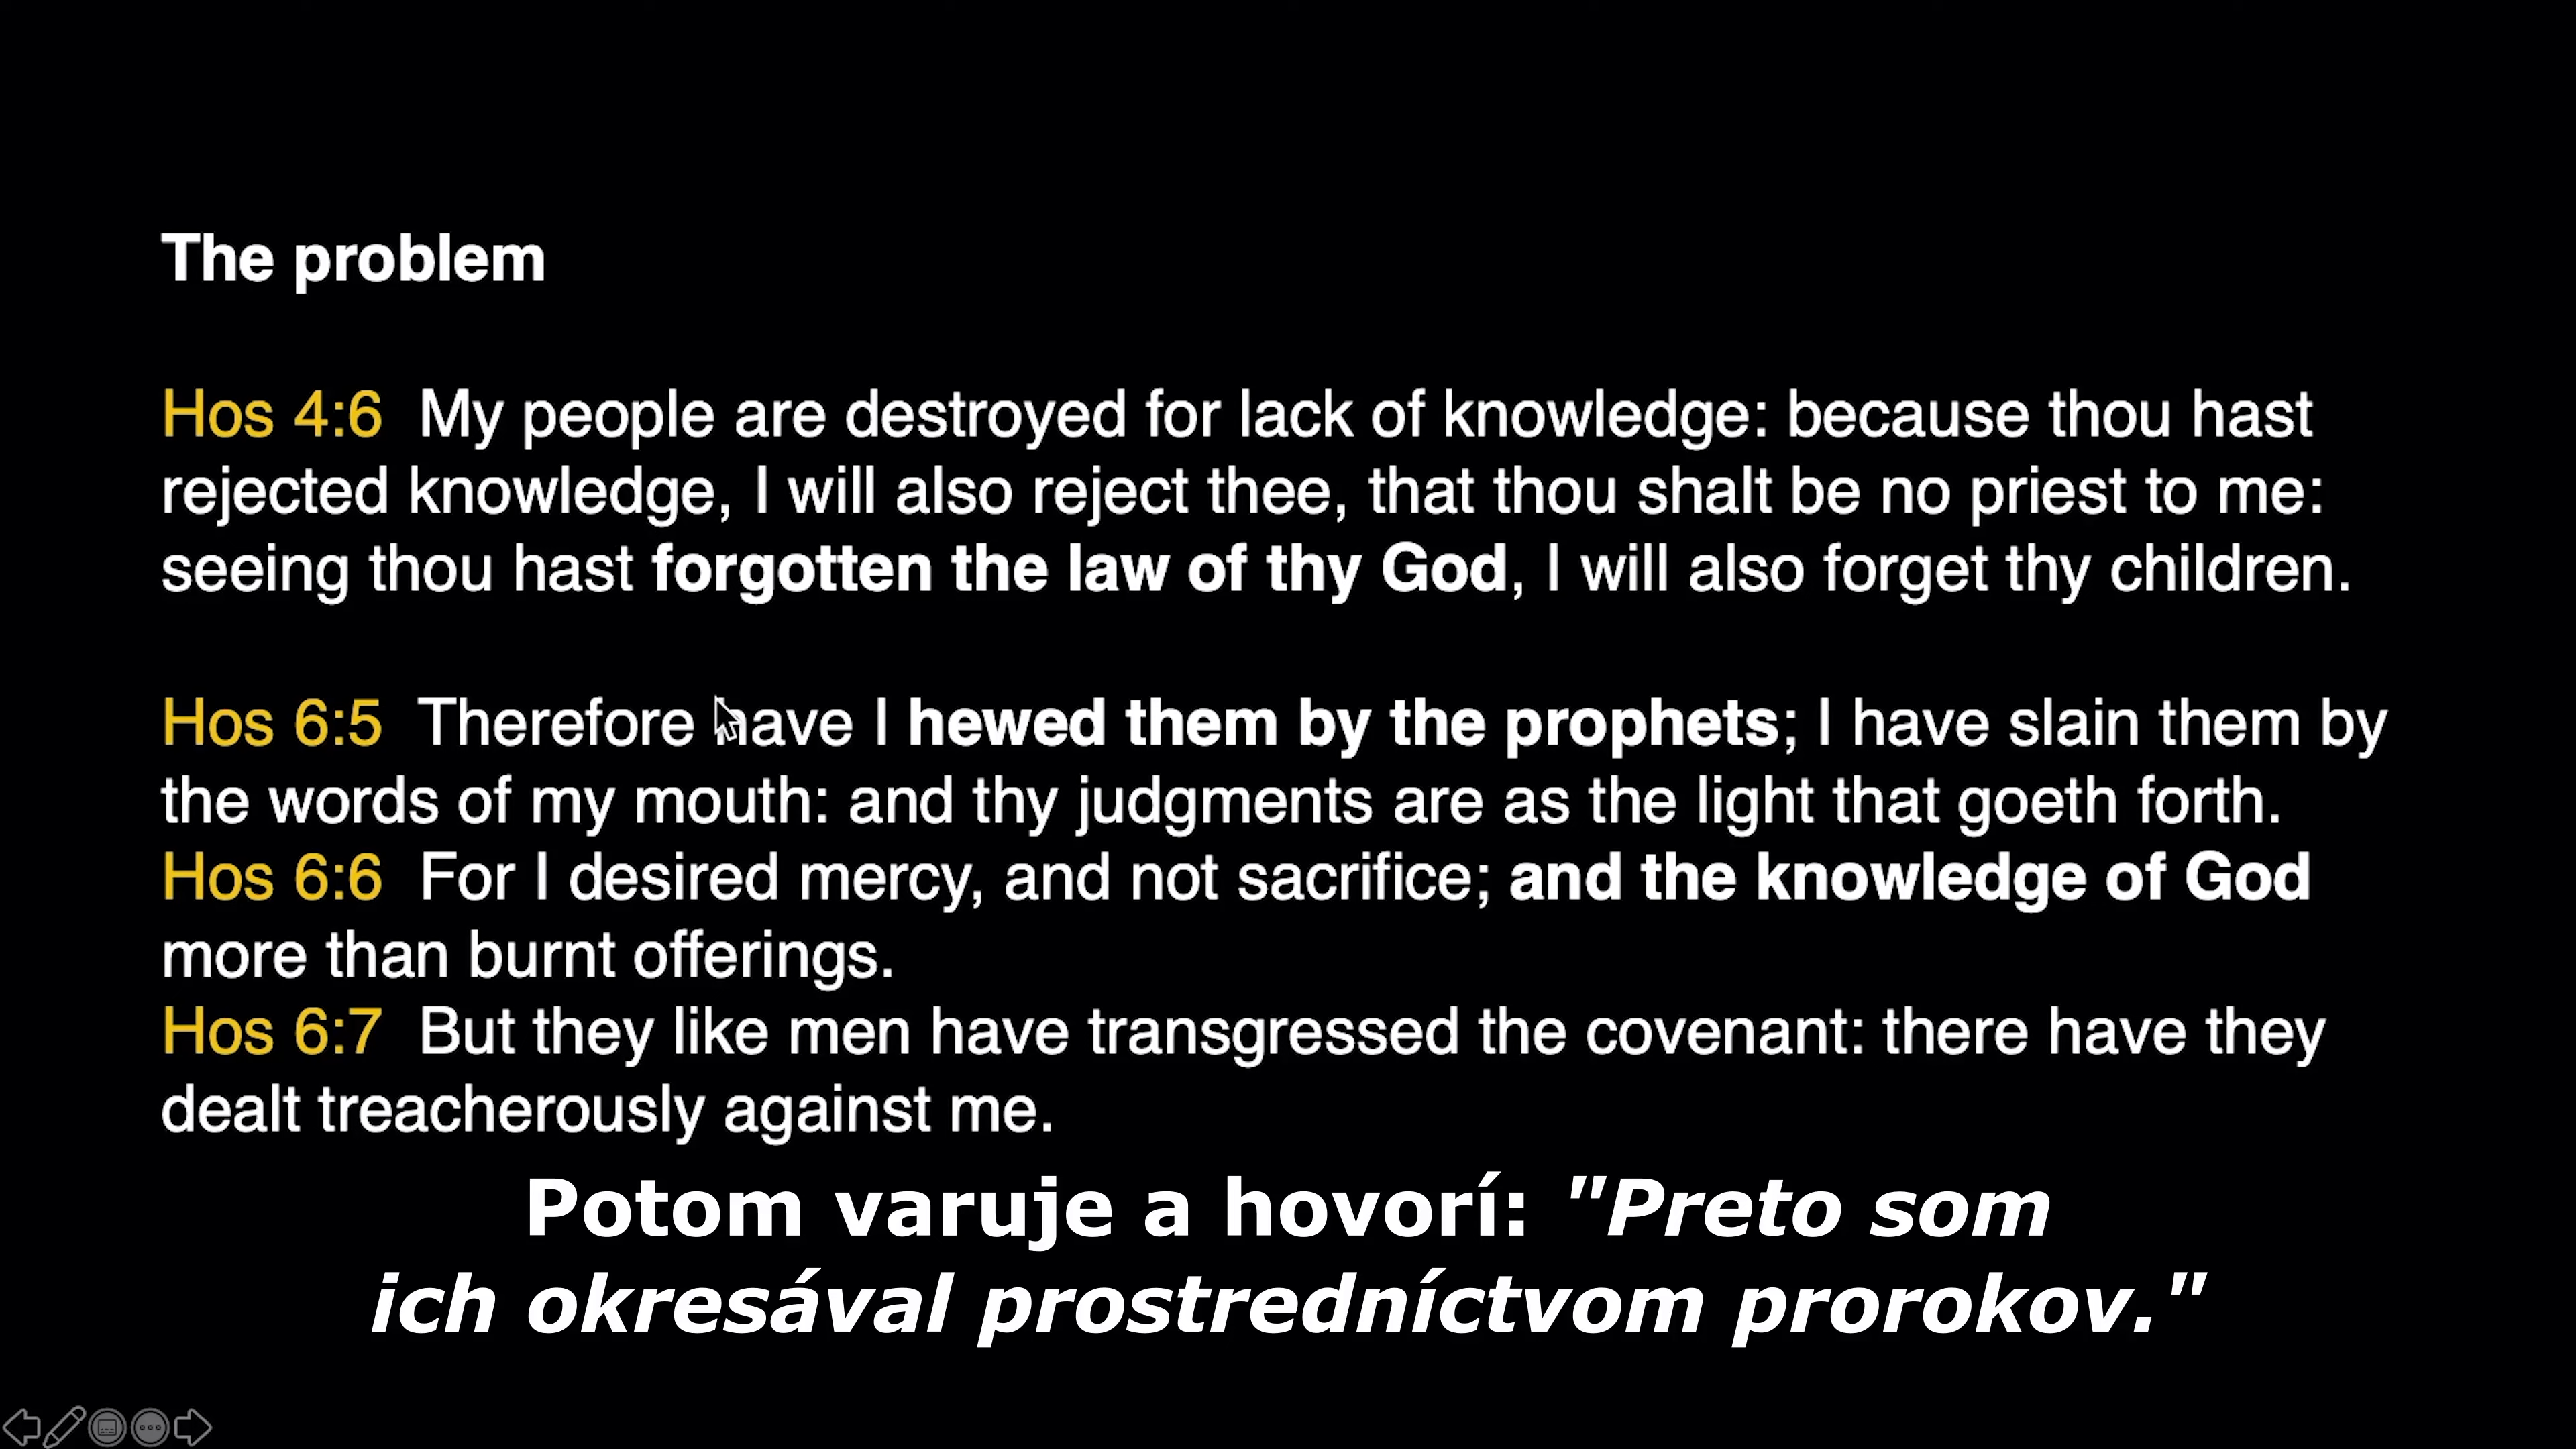 The problem
Hos 4:6 My people are destroyed for lack of knowledge: because thou hast
rejected knowledge, I will also reject thee, that thou shalt be no priest to me:
seeing thou hast forgotten the law of thy God, I will also forget thy children.
Hos 6:5 Therefore have I hewed them by the prophets; I have slain them by
the words of my mouth: and thy judgments are as the light that goeth forth.
Hos 6:6 For I desired mercy, and not sacrifice; and the knowledge of God
more than burnt offerings.
Hos 6:7 But they like men have transgressed the covenant: there have they
dealt treacherously against me.
Potom varuje a hovorí: "Preto som
ich okresával prostredníctvom prorokov."